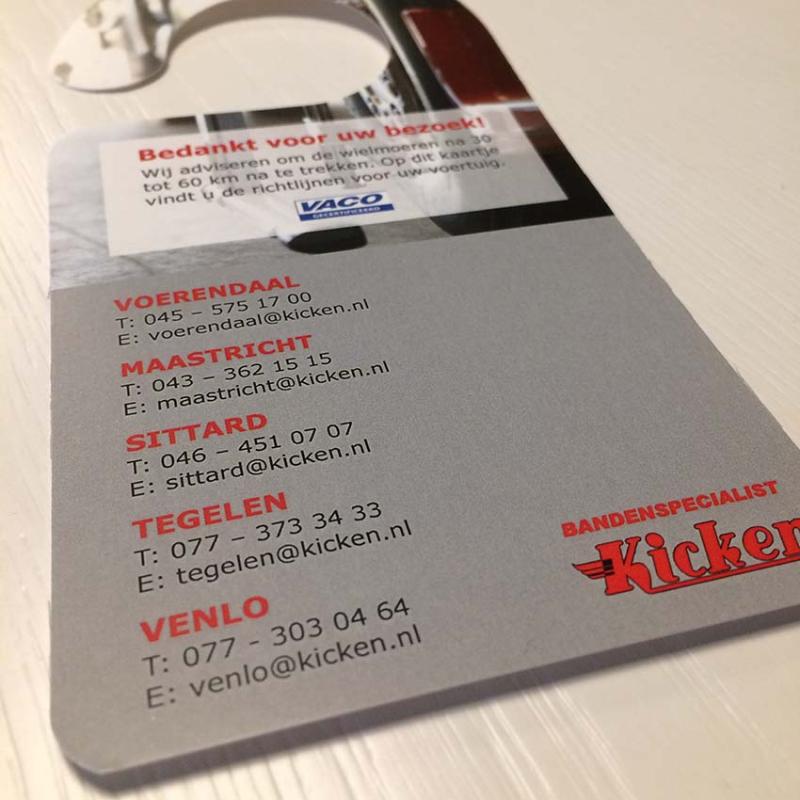 Bedankt voor uw bezoek!
Wij adviseren om de wielmoeren na 30
tot 60 km na te trekken. Op dit kaartje
vindt u de richtlijnen voor uw voertuig.
VACO
GECERTIFICEERD
VOERENDAAL
T: 045 – 575 17 00
E: voerendaal@kicken.nl
MAASTRICHT
T: 043 – 362 15 15
E: maastricht@kicken.nl
SITTARD
T: 046 – 451 07 07
E: sittard@kicken.nl
TEGELEN
T: 077 – 373 34 33
E: tegelen@kicken.nl
VENLO
T: 077 - 303 04 64
E: venlo@kicken.nl
BANDENSPECIALIST
Kicken